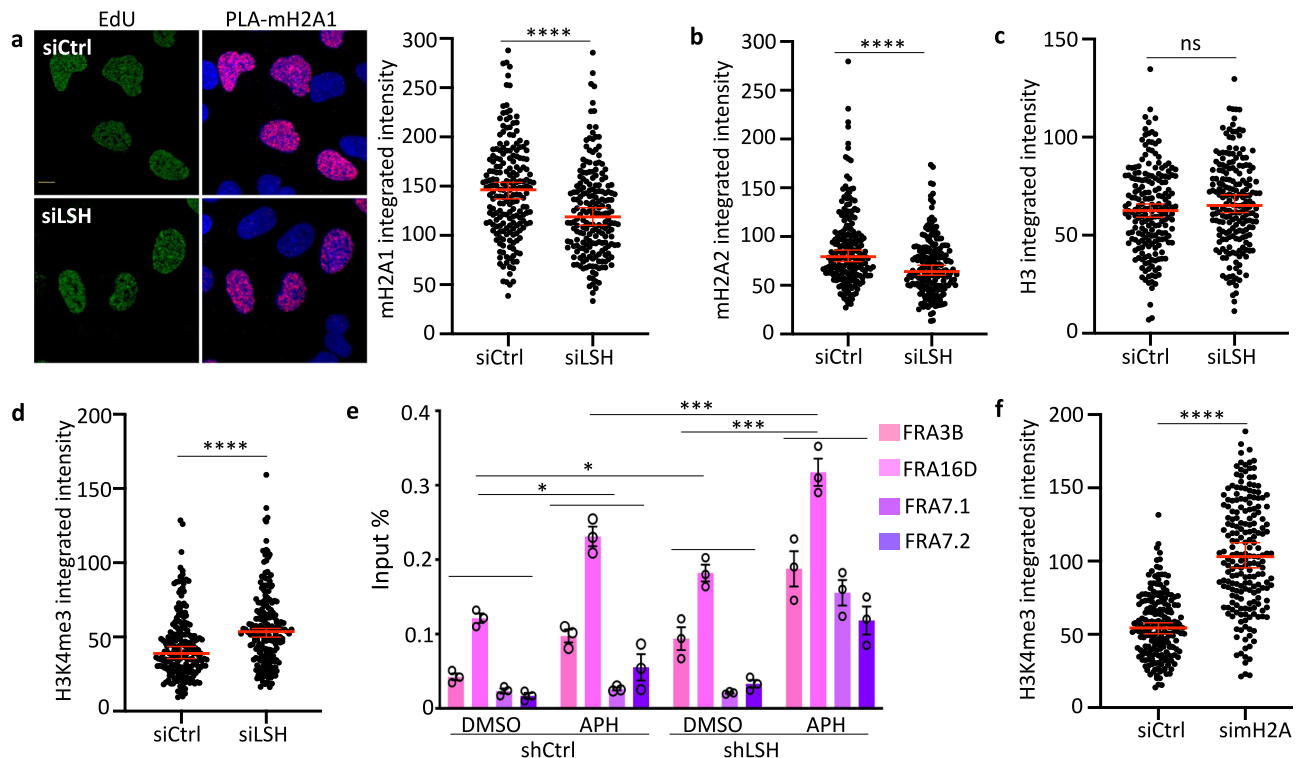 a
EdU
PLA-mH2A1
siCtrl
siLSH
mH2A1 integrated intensity
300
250
200
150
100
50
0
****
siCtrl
siLSH
b
mH2A2 integrated intensity
300
250
200
150
100
50
0
****
siCtrl
siLSH
c
H3 integrated intensity
150
100
50
0
ns
siCtrl
siLSH
d
H3K4me3 integrated intensity
200
150
100
50
0
****
siCtrl
siLSH
e
Input %
0.4
0.3
0.2
0.1
0
***
***
*
*
FRA3B
FRA16D
FRA7.1
FRA7.2
DMSO
APH
DMSO
APH
shCtrl
shLSH
f
H3K4me3 integrated intensity
200
150
100
50
0
****
siCtrl
simH2A